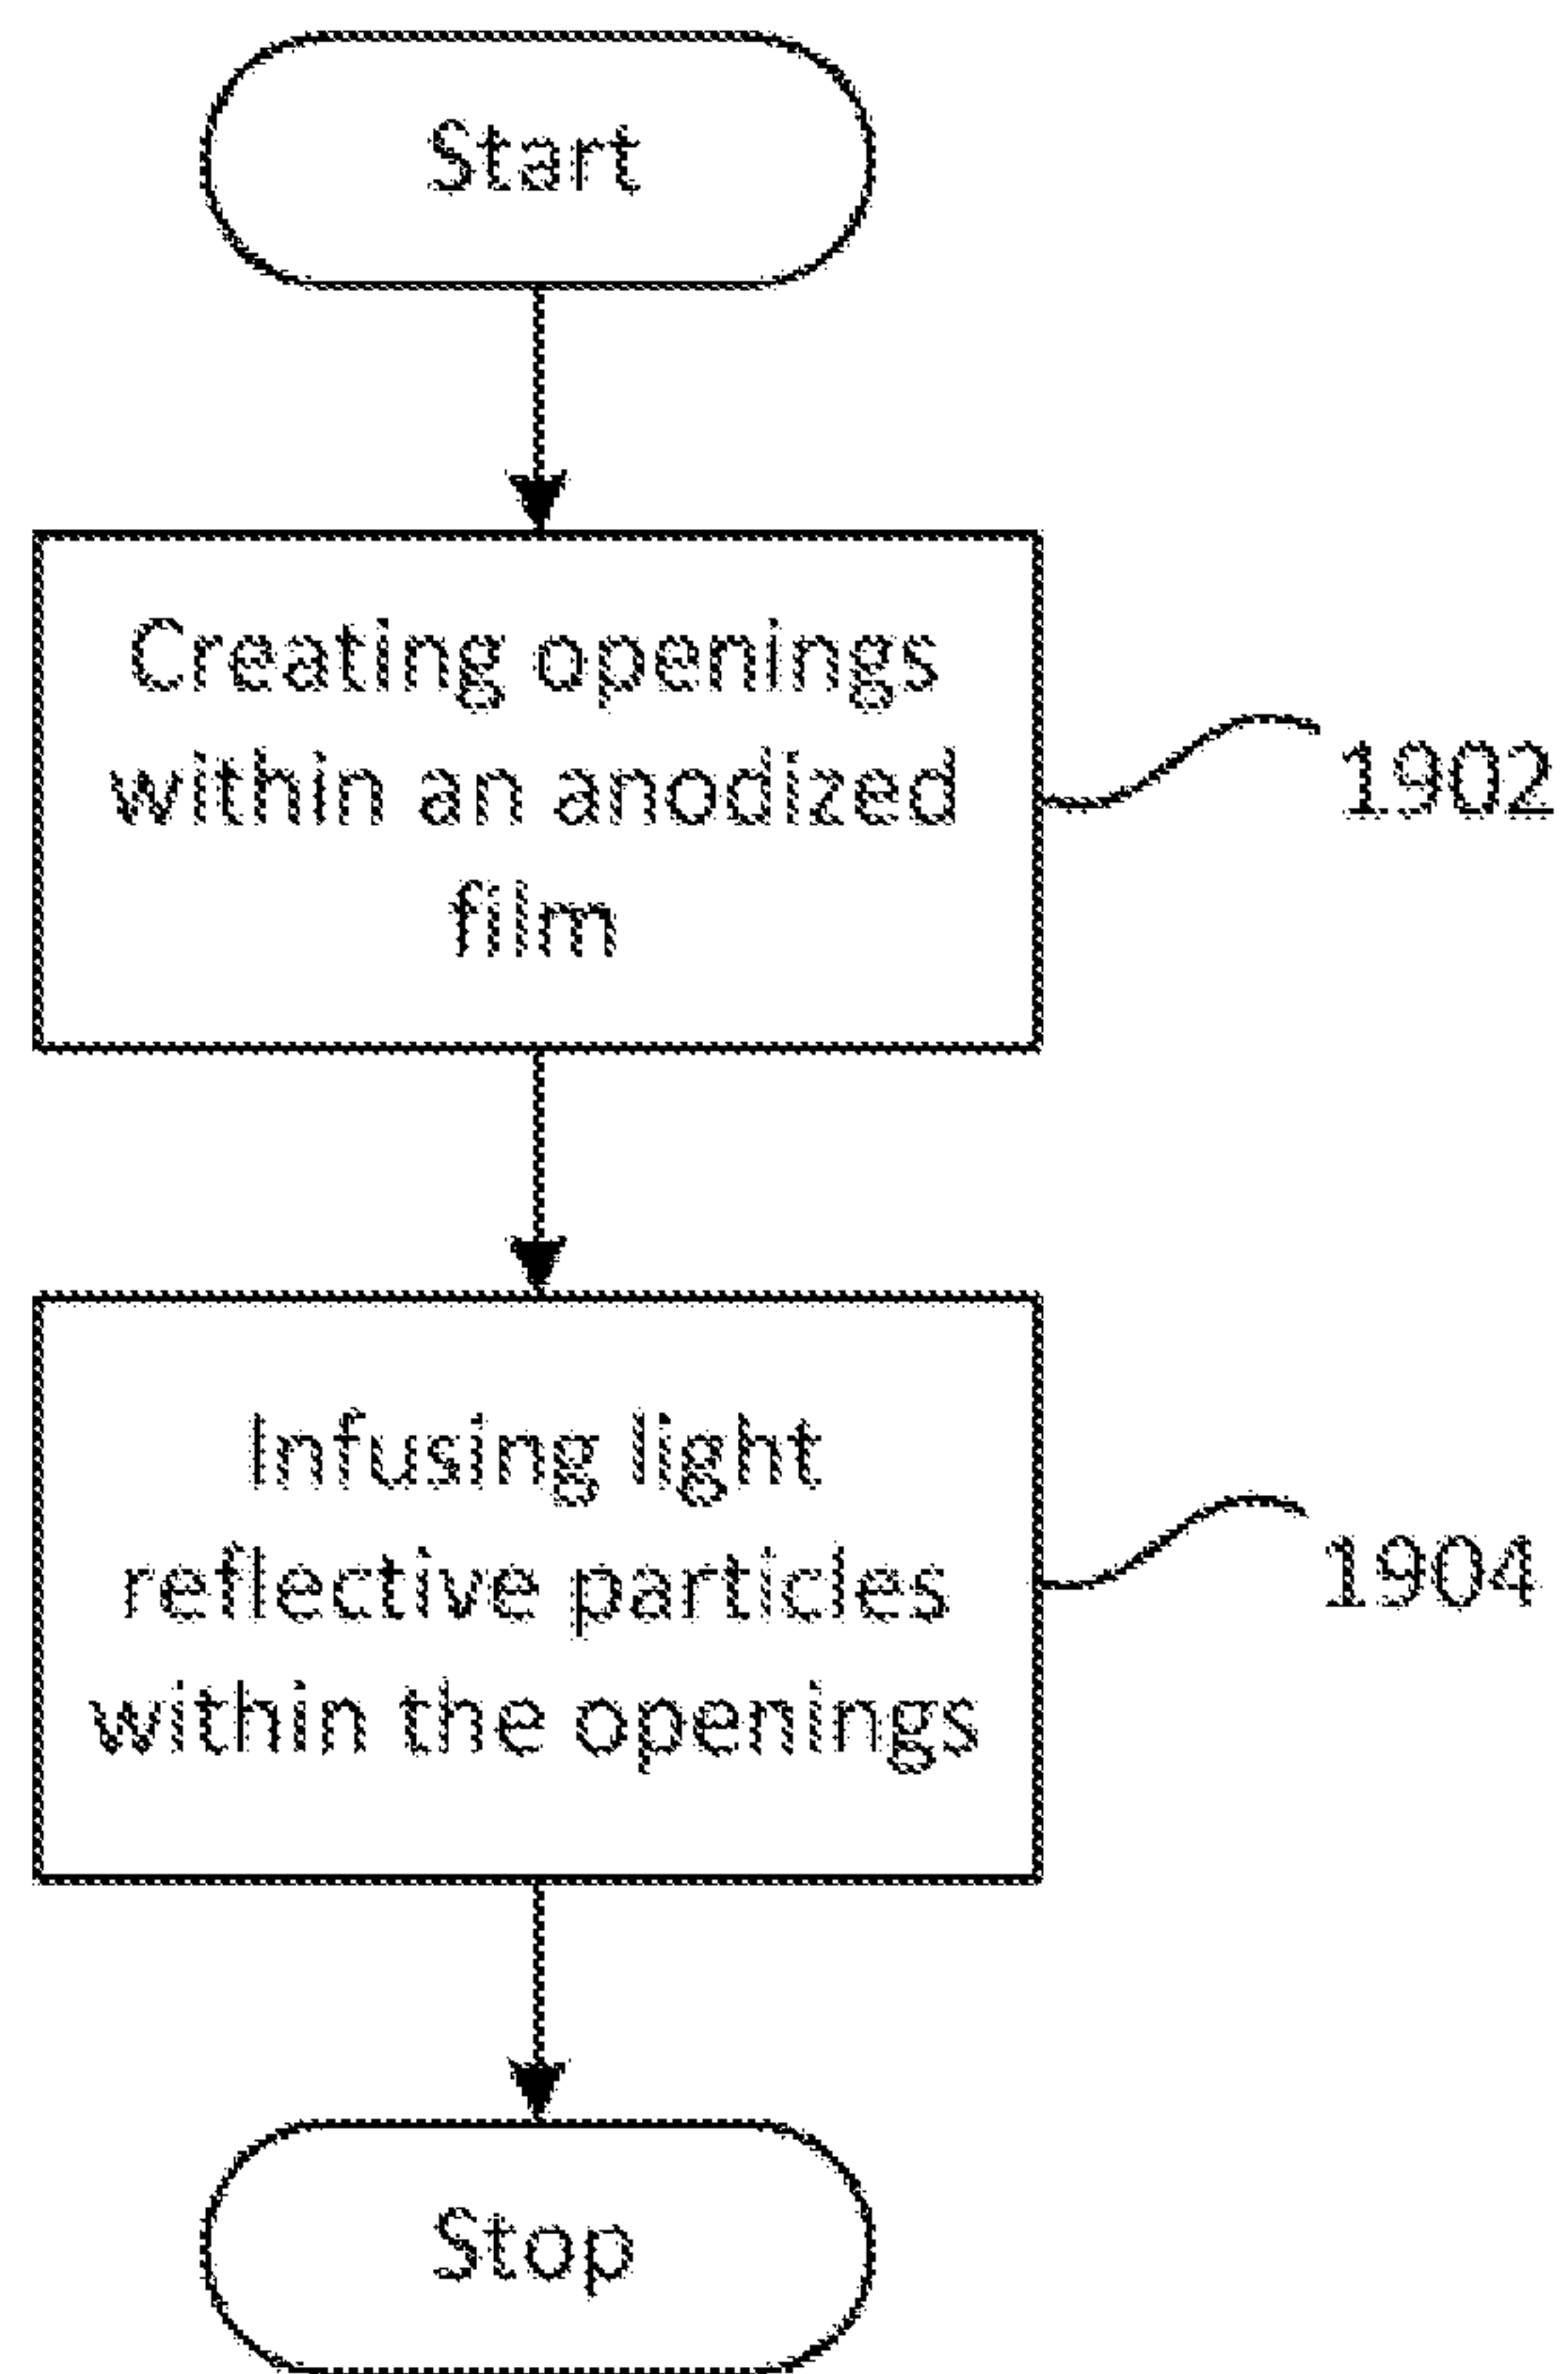 Start
Creating openings
within an anodized
film
1902
Infusing light
reflective particles
within the openings
1904
Stop